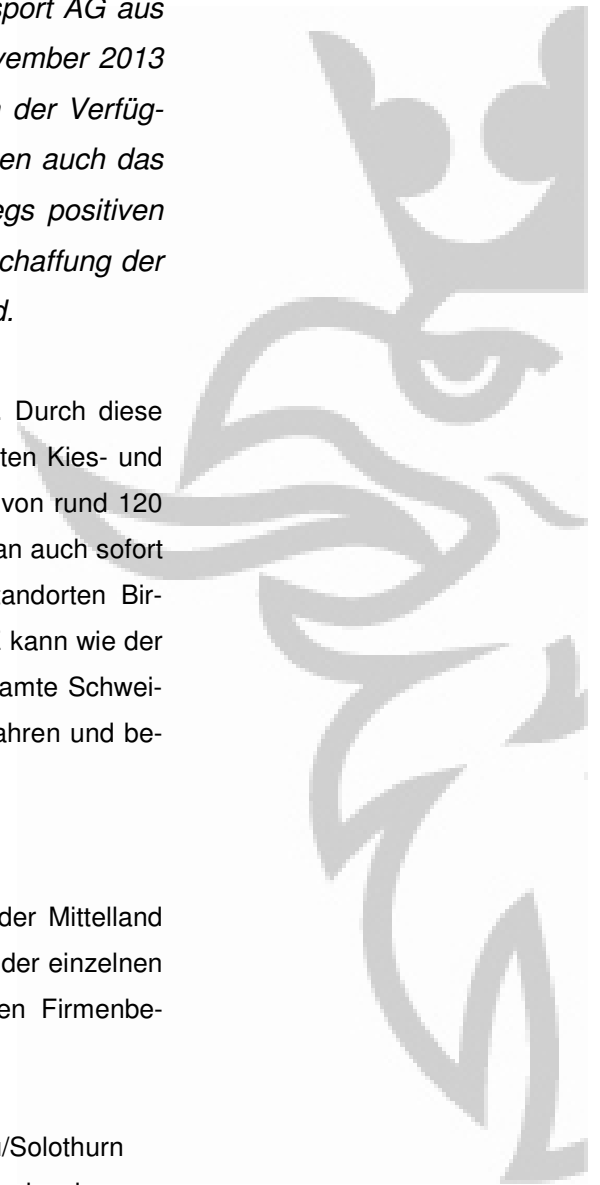 sport AG aus
vember 2013
n der Verfüg-
en auch das
egs positiven
chaffung der
d.
. Durch diese
ten Kies- und
von rund 120
an auch sofort
tandorten Bir-
kann wie der
amte Schwei-
ahren und be-
der Mittelland
der einzelnen
en Firmenbe-
/Solothurn